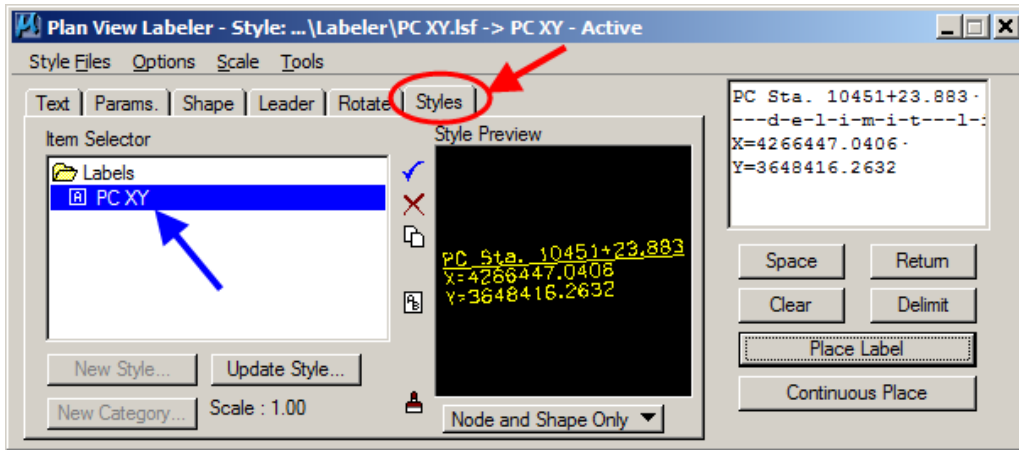 Plan View Labeler - Style: ...\Labeler\PC XY.lsf -> PC XY - Active
Style Files Options Scale Tools
Text Params. Shape Leader Rotate Styles
Item Selector
Labels
PC XY
New Style... Update Style...
New Category... Scale : 1.00
Style Preview
PC Sta. 10451+23.883
X=4266447.0406
Y=3648416.2632
Node and Shape Only
PC Sta. 10451+23.883·
---d-e-l-i-m-i-t---l-i
X=4266447.0406·
Y=3648416.2632
Space Return
Clear Delimit
Place Label
Continuous Place